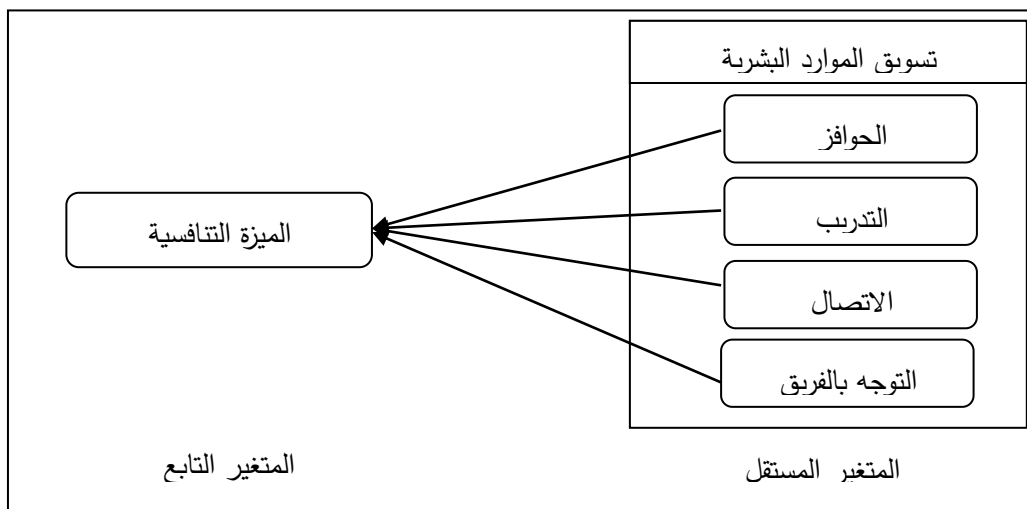 تسويق الموارد البشرية
الحوافز
التدريب
الاتصال
التوجه بالفريق
الميزة التنافسية
المتغير المستقل
المتغير التابع